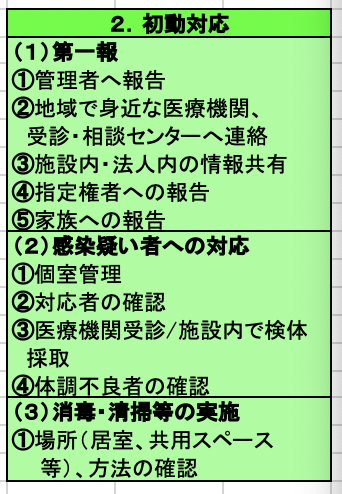 2．初動対応
（1）第一報
①管理者へ報告
②地域で身近な医療機関、
受診・相談センターへ連絡
③施設内・法人内の情報共有
④指定権者への報告
⑤家族への報告
（2）感染疑い者への対応
①個室管理
②対応者の確認
③医療機関受診/施設内で検体
採取
④体調不良者の確認
（3）消毒・清掃等の実施
①場所（居室、共用スペース
等）、方法の確認